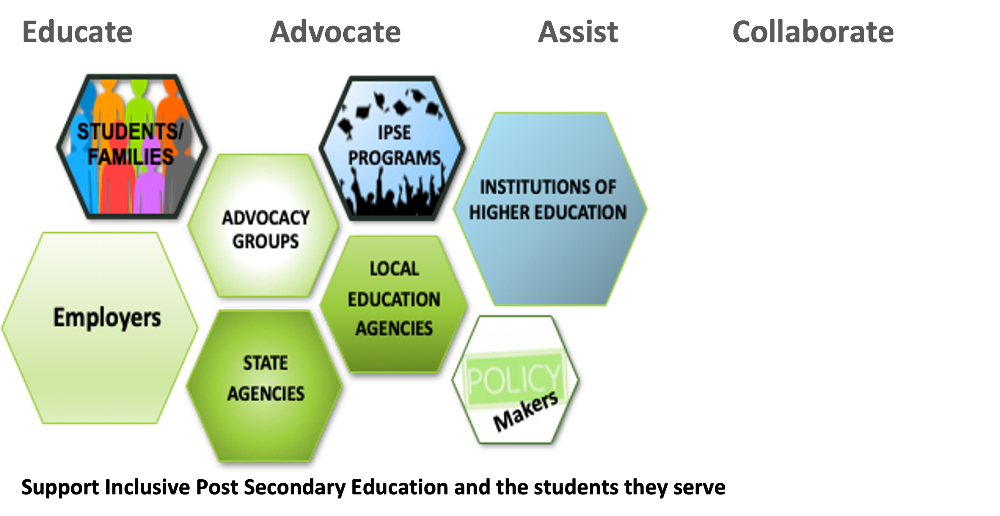 Educate Advocate Assist Collaborate
STUDENTS/
FAMILIES
IPSE
PROGRAMS
INSTITUTIONS OF
HIGHER EDUCATION
ADVOCACY
GROUPS
LOCAL
EDUCATION
AGENCIES
Employers
STATE
AGENCIES
POLICY
Makers
Support Inclusive Post Secondary Education and the students they serve